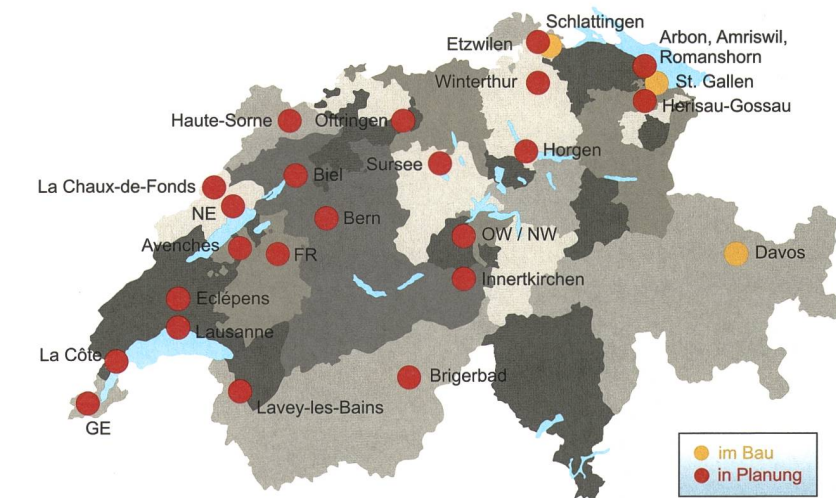 Schlattingen
Etzwilen
Arbon, Amriswil,
Romanshorn
Winterthur
St. Gallen
Herisau-Gossau
Haute-Sorne
Oftringen
Horgen
Sursee
Biel
La Chaux-de-Fonds
NE
Bern
OW / NW
Avenches
FR
Davos
Innertkirchen
Eclépens
Lausanne
La Côte
Brigerbad
Lavey-les-Bains
GE
im Bau
in Planung